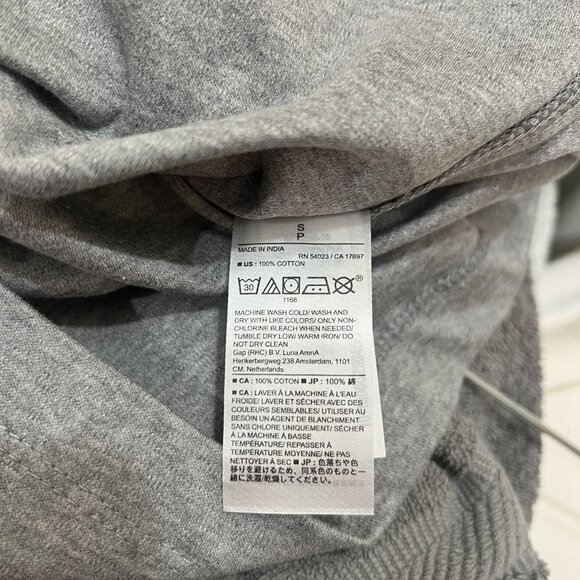 S
P
MADE IN INDIA
RN 54023 / CA 17897
■ US : 100% COTTON
30
®
1166
MACHINE WASH COLD/ WASH AND
DRY WITH LIKE COLORS/ ONLY NON-
CHLORINE BLEACH WHEN NEEDED/
TUMBLE DRY LOW/ WARM IRON/ DO
NOT DRY CLEAN
Gap (RHC) B.V. Luna ArenA
Herikerbergweg 238 Amsterdam, 1101
CM, Netherlands
■ CA : 100% COTON ■ JP : 100% 綿
■ CA : LAVER À LA MACHINE À L'EAU
FROIDE/ LAVER ET SÉCHER AVEC DES
COULEURS SEMBLABLES/ UTILISER AU
BESOIN UN AGENT DE BLANCHIMENT
SANS CHLORE UNIQUEMENT/ SÉCHER
À LA MACHINE À BASSE
TEMPÉRATURE/ REPASSER À
TEMPÉRATURE MOYENNE/ NE PAS
NETTOYER À SEC ■ JP : 色落ちや色
移りを避けるため、同系色のものと一
緒に洗濯/乾燥してください。